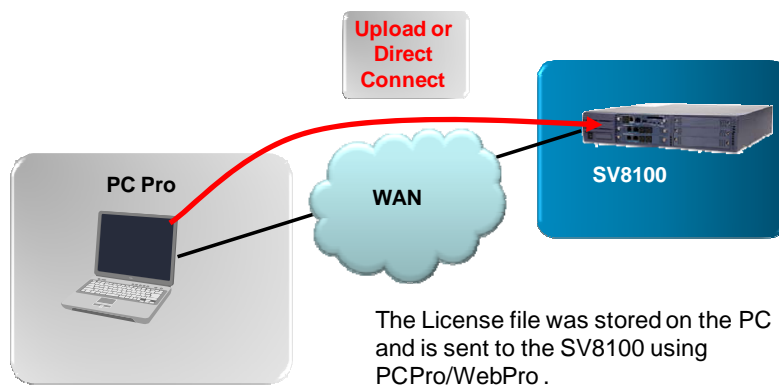 Upload or
Direct
Connect
PC Pro
WAN
SV8100
The License file was stored on the PC
and is sent to the SV8100 using
PCPro/WebPro .